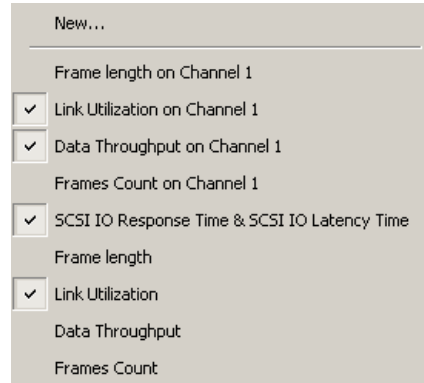 New...
Frame length on Channel 1
Link Utilization on Channel 1
Data Throughput on Channel 1
Frames Count on Channel 1
SCSI IO Response Time & SCSI IO Latency Time
Frame length
Link Utilization
Data Throughput
Frames Count